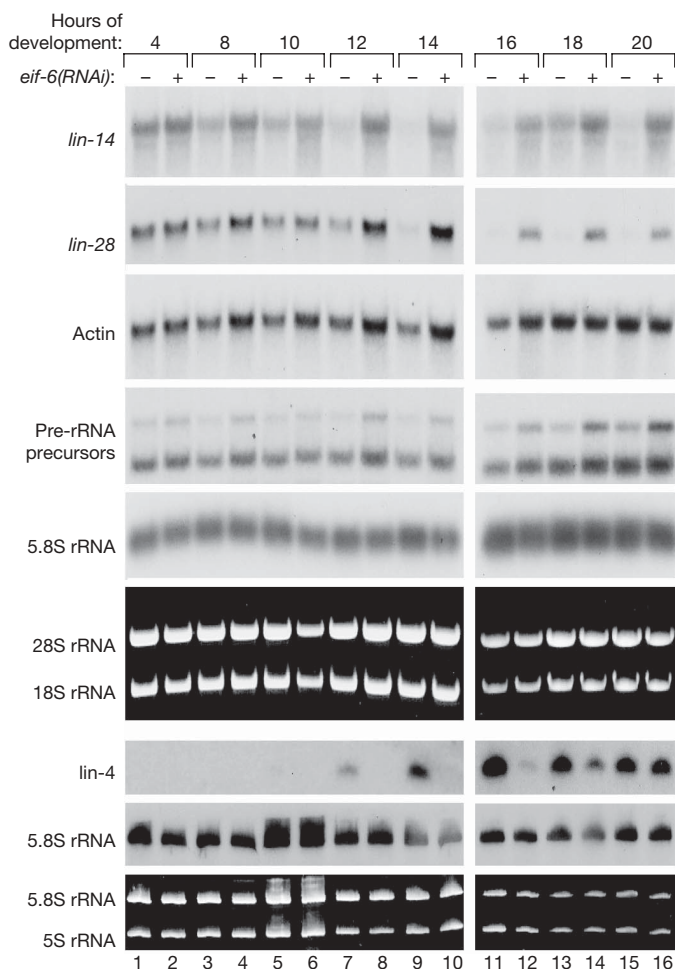 Hours of
development: 4 8 10 12 14 16 18 20
eif-6(RNAi): – + – + – + – + – + – + – + – +
lin-14
lin-28
Actin
Pre-rRNA
precursors
5.8S rRNA
28S rRNA
18S rRNA
lin-4
5.8S rRNA
5.8S rRNA
5S rRNA
1 2 3 4 5 6 7 8 9 10 11 12 13 14 15 16